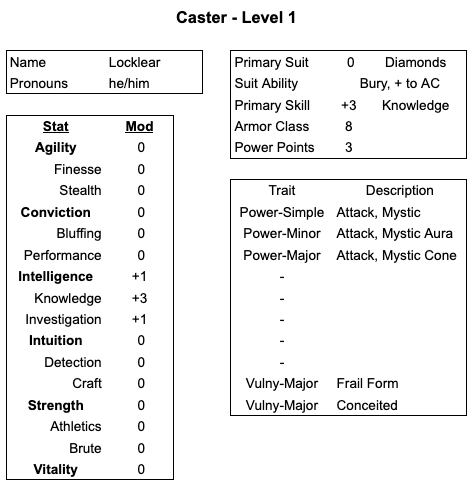 Caster - Level 1
Name Locklear
Pronouns he/him
Stat Mod
Agility 0
Finesse 0
Stealth 0
Conviction 0
Bluffing 0
Performance 0
Intelligence +1
Knowledge +3
Investigation +1
Intuition 0
Detection 0
Craft 0
Strength 0
Athletics 0
Brute 0
Vitality 0
Primary Suit 0 Diamonds
Suit Ability Bury, + to AC
Primary Skill +3 Knowledge
Armor Class 8
Power Points 3
Trait Description
Power-Simple Attack, Mystic
Power-Minor Attack, Mystic Aura
Power-Major Attack, Mystic Cone
-
-
-
-
-
Vulny-Major Frail Form
Vulny-Major Conceited